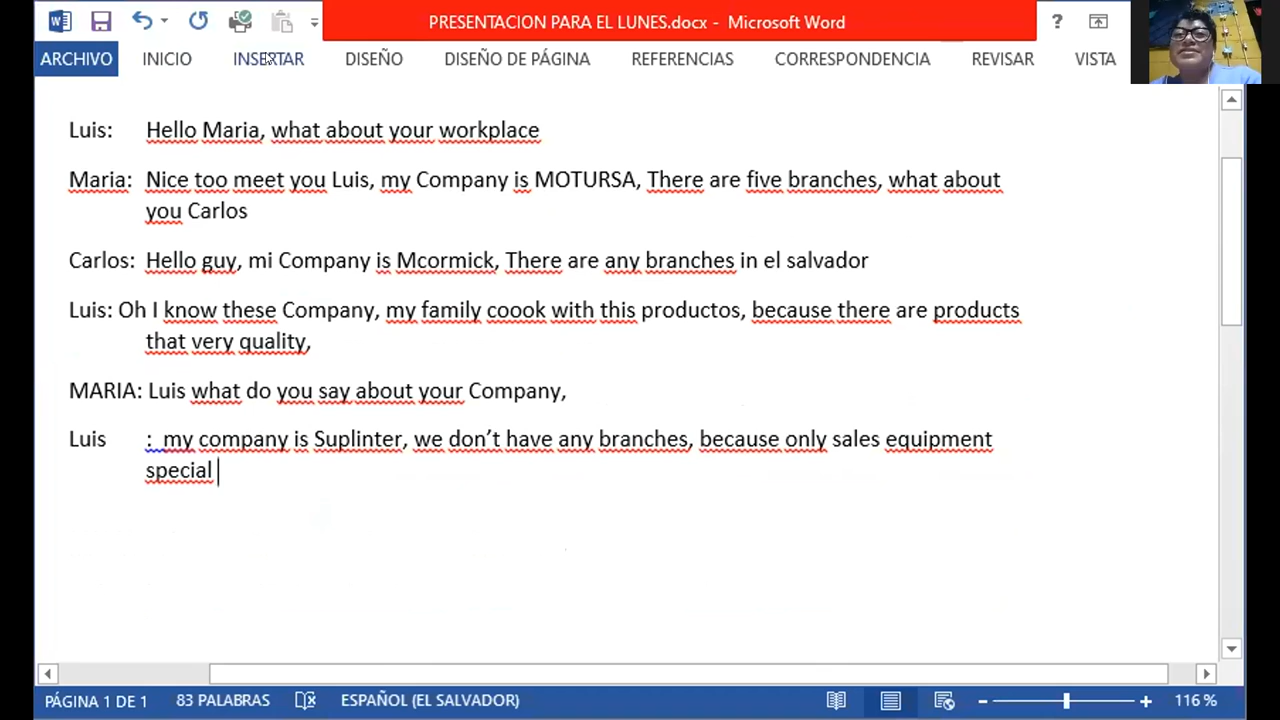 PRESENTACION PARA EL LUNES.docx - Microsoft Word
?
ARCHIVO INICIO INSERTAR DISEÑO DISEÑO DE PÁGINA REFERENCIAS CORRESPONDENCIA REVISAR VISTA
Luis: Hello Maria, what about your workplace
Maria: Nice too meet you Luis, my Company is MOTURSA, There are five branches, what about
you Carlos
Carlos: Hello guy, mi Company is Mcormick, There are any branches in el salvador
Luis: Oh I know these Company, my family coook with this productos, because there are products
that very quality,
MARIA: Luis what do you say about your Company,
Luis : my company is Suplinter, we don’t have any branches, because only sales equipment
special
PÁGINA 1 DE 1 83 PALABRAS ESPAÑOL (EL SALVADOR) 116 %